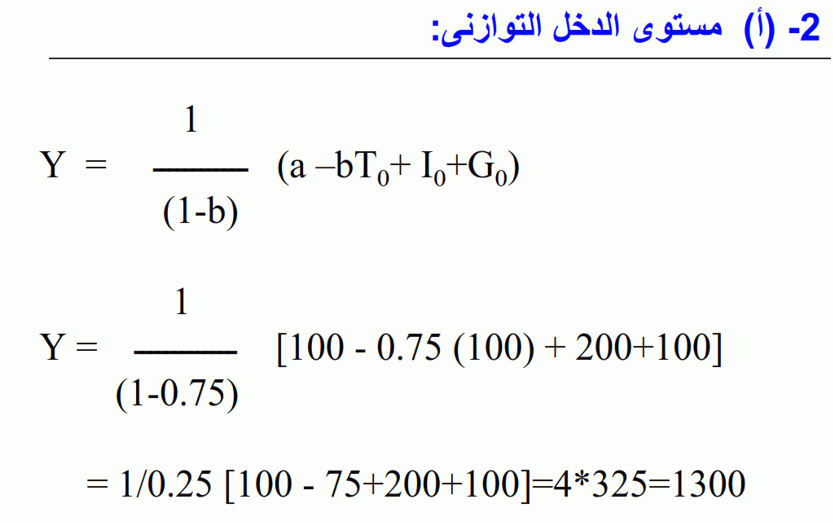 2- (أ) مستوى الدخل التوازنى:
1
Y = ——— (a –bT₀+ I₀+G₀)
(1-b)
1
Y = ——— [100 - 0.75 (100) + 200+100]
(1-0.75)
= 1/0.25 [100 - 75+200+100]=4*325=1300